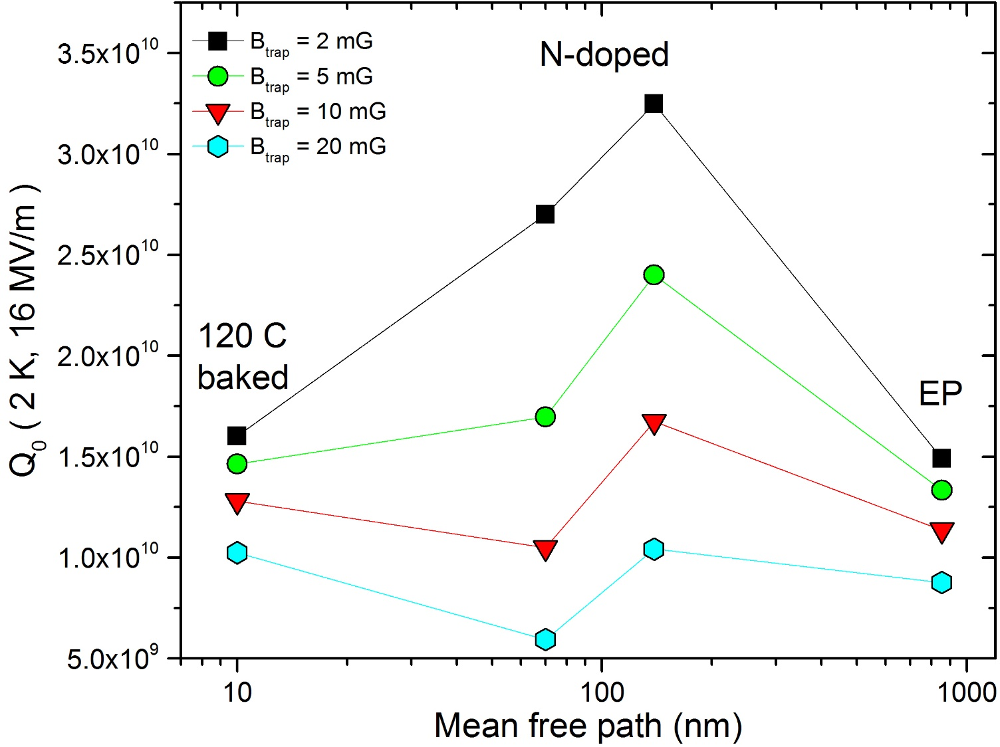 3.5x10^10
3.0x10^10
2.5x10^10
2.0x10^10
1.5x10^10
1.0x10^10
5.0x10^9
Q_0 ( 2 K, 16 MV/m )
B_trap = 2 mG
B_trap = 5 mG
B_trap = 10 mG
B_trap = 20 mG
N-doped
120 C
baked
EP
10
100
1000
Mean free path (nm)